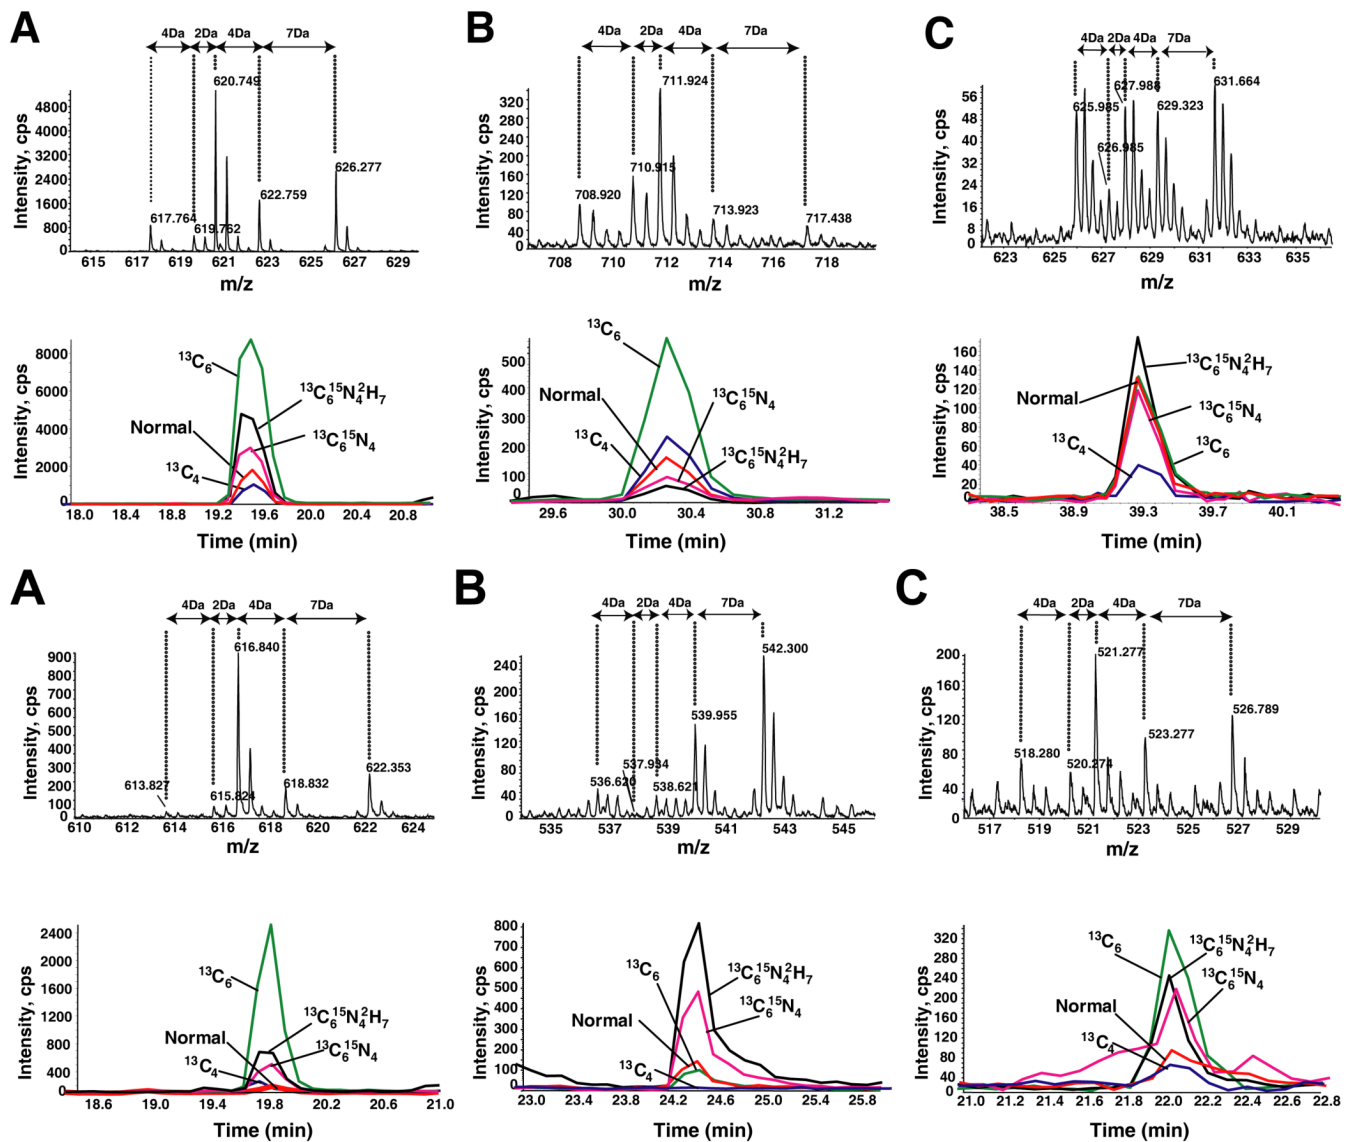 A
4Da 2Da 4Da 7Da
620.749
626.277
622.759
617.764
619.762
Intensity, cps
4800
4000
3200
2400
1600
800
0
615 617 619 621 623 625 627 629
m/z
B
4Da 2Da 4Da 7Da
711.924
710.915
708.920
713.923
717.438
Intensity, cps
320
280
240
200
160
120
80
40
0
708 710 712 714 716 718
m/z
C
4Da 2Da 4Da 7Da
627.988
631.664
625.985
629.323
626.985
Intensity, cps
56
48
40
32
24
16
8
0
623 625 627 629 631 633 635
m/z
Intensity, cps
8000
6000
4000
2000
0
¹³C₆
¹³C₆¹⁵N₄²H₇
Normal
¹³C₆¹⁵N₄
¹³C₄
18.0 18.4 18.8 19.2 19.6 20.0 20.4 20.8
Time (min)
Intensity, cps
500
400
300
200
100
0
¹³C₆
Normal
¹³C₆¹⁵N₄
¹³C₄
¹³C₆¹⁵N₄²H₇
29.6 30.0 30.4 30.8 31.2
Time (min)
Intensity, cps
160
140
120
100
80
60
40
20
0
¹³C₆¹⁵N₄²H₇
Normal
¹³C₆¹⁵N₄
¹³C₄
¹³C₆
38.5 38.9 39.3 39.7 40.1
Time (min)
A
4Da 2Da 4Da 7Da
616.840
622.353
618.832
613.827
615.824
Intensity, cps
900
800
700
600
500
400
300
200
100
0
610 612 614 616 618 620 622 624
m/z
B
4Da 2Da 4Da 7Da
542.300
539.955
537.934
536.620
538.621
Intensity, cps
240
200
160
120
80
40
0
535 537 539 541 543 545
m/z
C
4Da 2Da 4Da 7Da
521.277
526.789
523.277
518.280
520.274
Intensity, cps
200
160
120
80
40
0
517 519 521 523 525 527 529
m/z
Intensity, cps
2400
2000
1600
1200
800
400
0
¹³C₆
¹³C₆¹⁵N₄²H₇
Normal
¹³C₆¹⁵N₄
¹³C₄
18.6 19.0 19.4 19.8 20.2 20.6 21.0
Time (min)
Intensity, cps
800
700
600
500
400
300
200
100
0
¹³C₆
¹³C₆¹⁵N₄²H₇
¹³C₆¹⁵N₄
Normal
¹³C₄
23.0 23.4 23.8 24.2 24.6 25.0 25.4 25.8
Time (min)
Intensity, cps
320
280
240
200
160
120
80
40
0
¹³C₆
¹³C₆¹⁵N₄²H₇
¹³C₆¹⁵N₄
Normal
¹³C₄
21.0 21.2 21.4 21.6 21.8 22.0 22.2 22.4 22.6 22.8
Time (min)